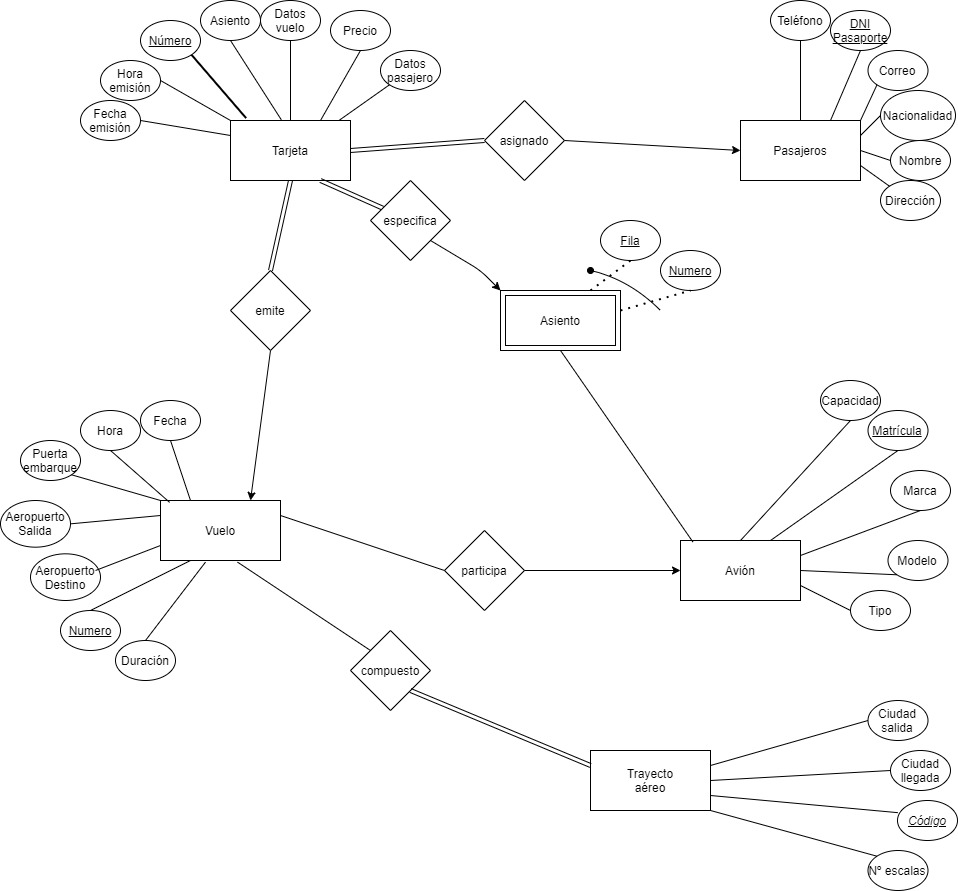 Número
Asiento
Datos
vuelo
Precio
Datos
pasajero
Hora
emisión
Fecha
emisión
Tarjeta
asignado
Teléfono
DNI
Pasaporte
Correo
Nacionalidad
Nombre
Dirección
Pasajeros
especifica
Fila
Numero
Asiento
emite
Fecha
Hora
Puerta
embarque
Aeropuerto
Salida
Aeropuerto
Destino
Numero
Duración
Vuelo
participa
Capacidad
Matrícula
Marca
Modelo
Tipo
Avión
compuesto
Trayecto
aéreo
Ciudad
salida
Ciudad
llegada
Código
Nº escalas